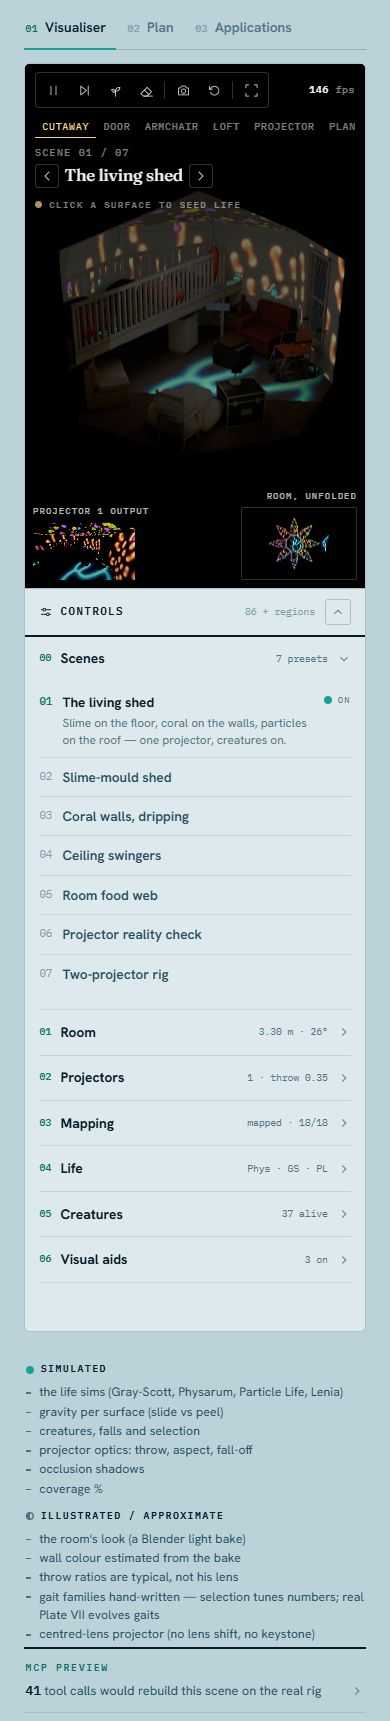 01 Visualiser 02 Plan 03 Appendices
146 fps
CUTAWAY DOOR ARMCHAIR LOFT PROJECTOR PLAN
SCENE 01 / 07
The living shed
CLICK A SURFACE TO SEED LIFE
ROOM, UNFOLDED
PROJECTOR 1 OUTPUT
CONTROLS 86 + regions
00 Scenes 7 presets
01 The living shed ON
Slime on the floor, coral on the walls, particles
on the roof — one projector, creatures on.
02 Slime-mould shed
03 Coral walls, dripping
04 Ceiling swingers
05 Room food web
06 Projector reality check
07 Two-projector rig
01 Room 3.30 m · 26°
02 Projectors 1 · throw 0.35
03 Mapping mapped · 18/18
04 Life Phys · GS · PL
05 Creatures 37 alive
06 Visual aids 3 on
SIMULATED
– the life sims (Gray-Scott, Physarum, Particle Life, Lenia)
– gravity per surface (slide vs peel)
– creatures, falls and selection
– projector optics: throw, aspect, fall-off
– occlusion shadows
– coverage %
ILLUSTRATED / APPROXIMATE
– the room's look (a Blender light bake)
– wall colour estimated from the bake
– throw ratios are typical, not his lens
– gait families hand-written — selection tunes numbers; real
Plate VII evolves gaits
– centred-lens projector (no lens shift, no keystone)
MCP PREVIEW
41 tool calls would rebuild this scene on the real rig